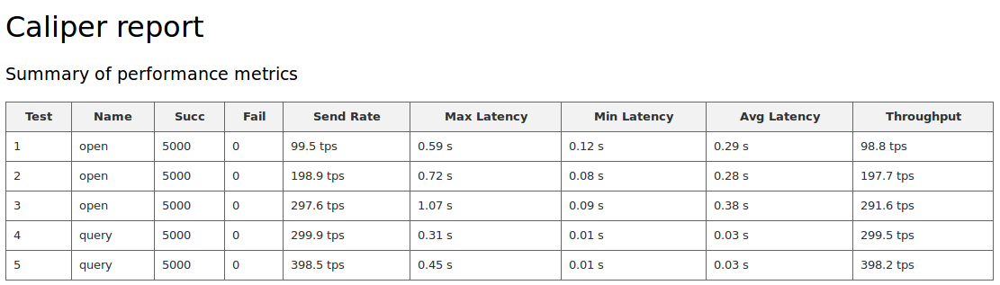 Caliper report
Summary of performance metrics
Test Name Succ Fail Send Rate Max Latency Min Latency Avg Latency Throughput
1 open 5000 0 99.5 tps 0.59 s 0.12 s 0.29 s 98.8 tps
2 open 5000 0 198.9 tps 0.72 s 0.08 s 0.28 s 197.7 tps
3 open 5000 0 297.6 tps 1.07 s 0.09 s 0.38 s 291.6 tps
4 query 5000 0 299.9 tps 0.31 s 0.01 s 0.03 s 299.5 tps
5 query 5000 0 398.5 tps 0.45 s 0.01 s 0.03 s 398.2 tps